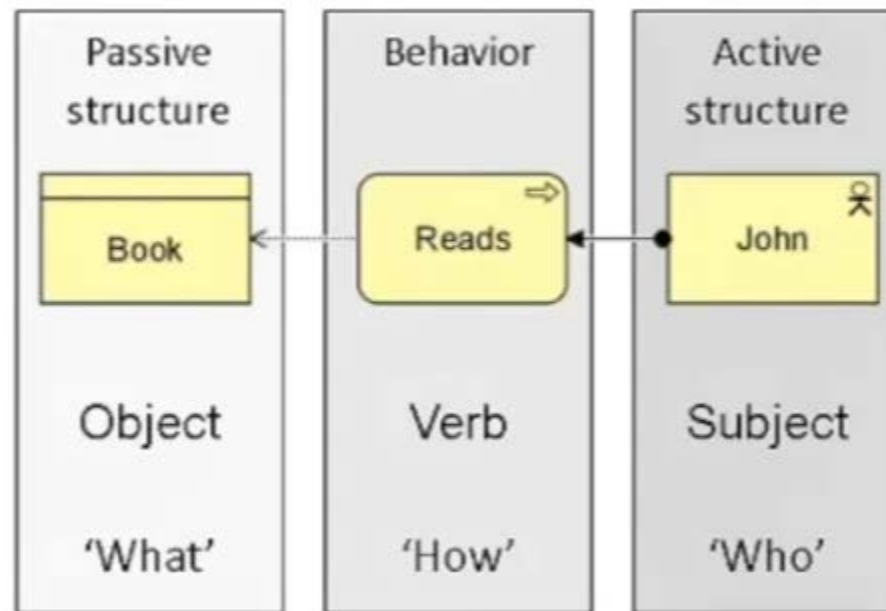 Passive
structure
Book
Object
‘What’
Behavior
Reads
Verb
‘How’
Active
structure
John
Subject
‘Who’